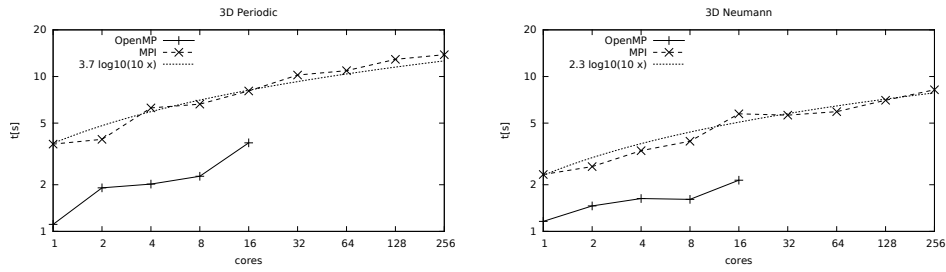 3D Periodic
20
10
5
2
1
t[s]
OpenMP
MPI
3.7 log10(10 x)
1 2 4 8 16 32 64 128 256
cores
3D Neumann
20
10
5
2
1
t[s]
OpenMP
MPI
2.3 log10(10 x)
1 2 4 8 16 32 64 128 256
cores